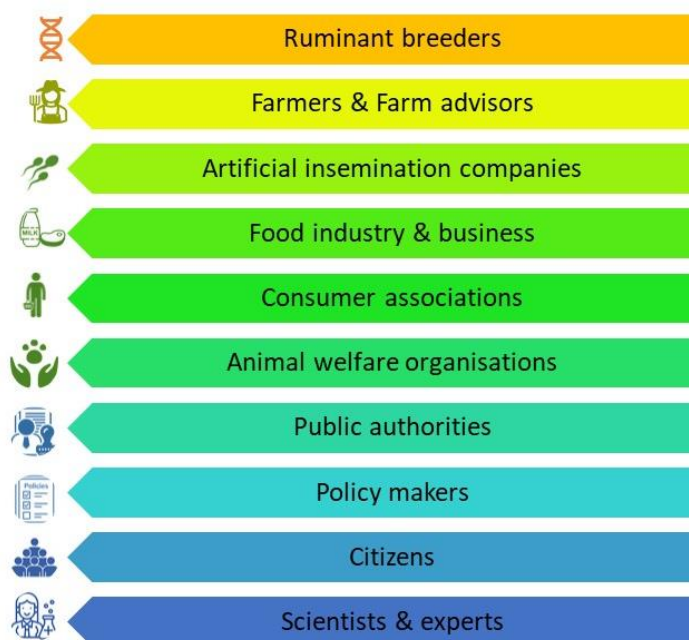 Ruminant breeders
Farmers & Farm advisors
Artificial insemination companies
MILK
Food industry & business
Consumer associations
Animal welfare organisations
Public authorities
Policies
Policy makers
Citizens
Scientists & experts